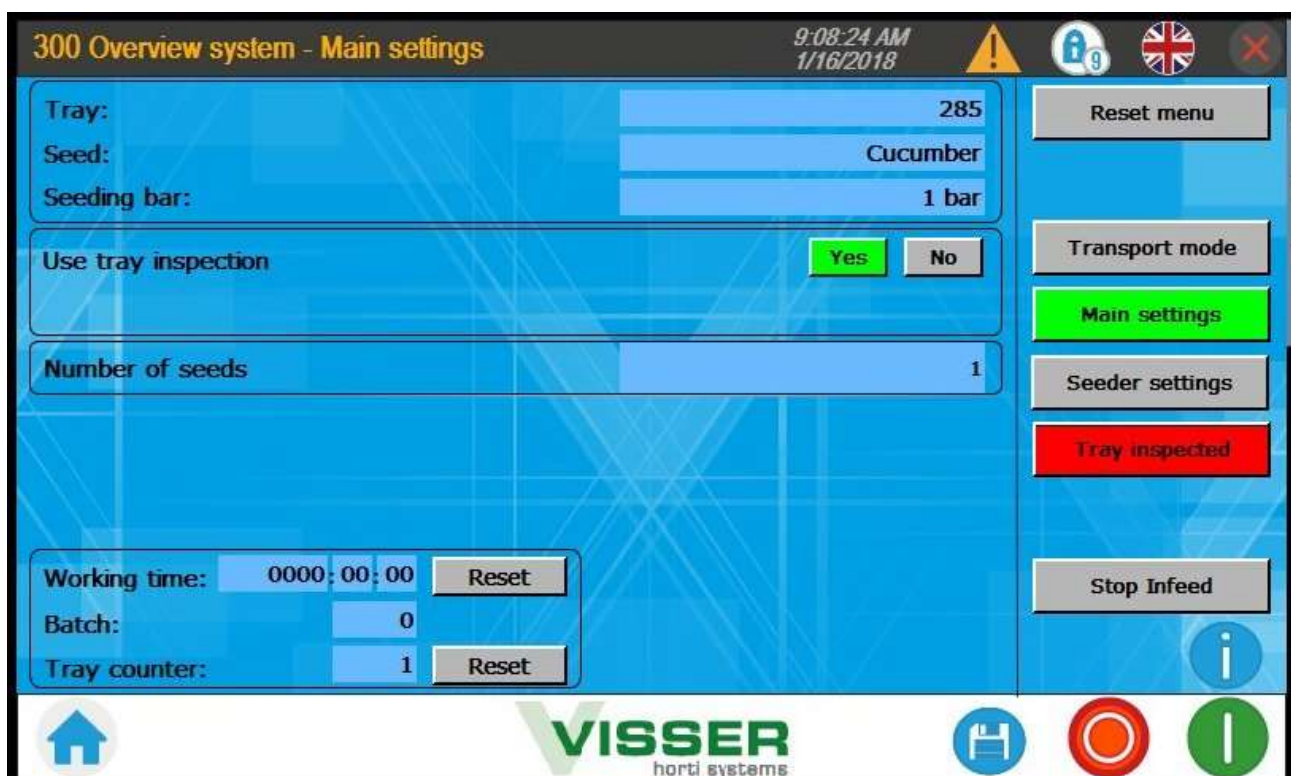 300 Overview system - Main settings
9:08:24 AM
1/16/2018
9
Tray: 285
Seed: Cucumber
Seeding bar: 1 bar
Use tray inspection Yes No
Number of seeds 1
Working time: 0000:00:00 Reset
Batch: 0
Tray counter: 1 Reset
Reset menu
Transport mode
Main settings
Seeder settings
Tray inspected
Stop Infeed
i
VISSER
horti systems